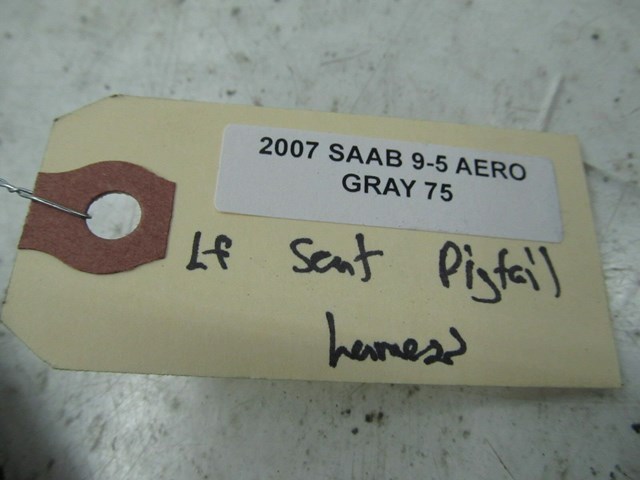 2007 SAAB 9-5 AERO
GRAY 75
Lf Seat Pigtail
harness